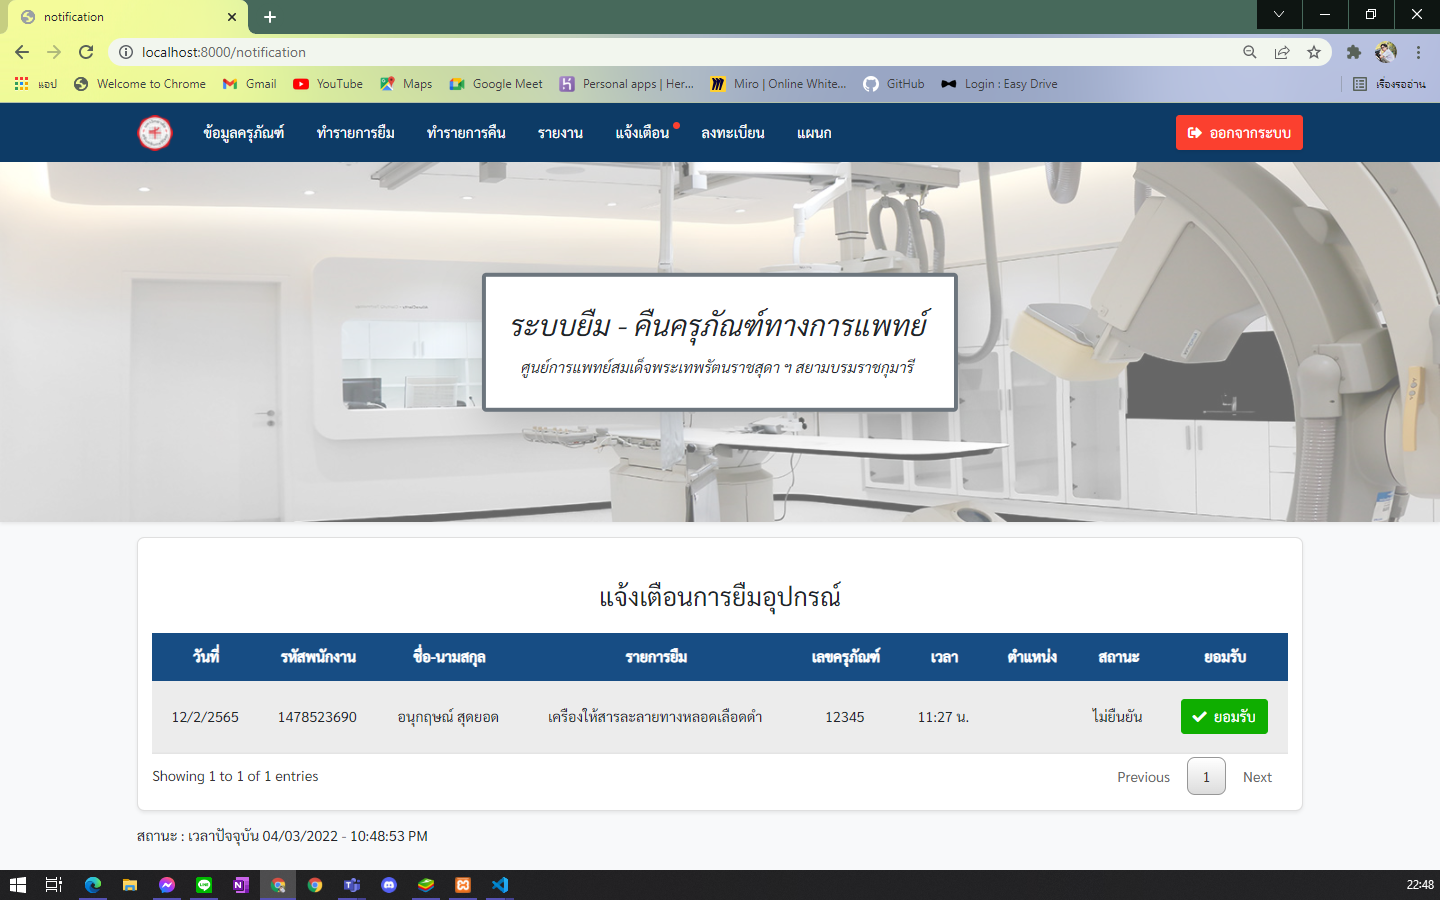 notification
localhost:8000/notification
แอป Welcome to Chrome Gmail YouTube Maps Google Meet Personal apps | Her... Miro | Online White... GitHub Login : Easy Drive เรื่องรออ่าน
ข้อมูลครุภัณฑ์ ทำรายการยืม ทำรายการคืน รายงาน แจ้งเตือน ลงทะเบียน แผนก ออกจากระบบ
ระบบยืม - คืนครุภัณฑ์ทางการแพทย์
ศูนย์การแพทย์สมเด็จพระเทพรัตนราชสุดา ฯ สยามบรมราชกุมารี
แจ้งเตือนการยืมอุปกรณ์
วันที่ รหัสพนักงาน ชื่อ-นามสกุล รายการยืม เลขครุภัณฑ์ เวลา ตำแหน่ง สถานะ ยอมรับ
12/2/2565 1478523690 อนุกฤษณ์ สุดยอด เครื่องให้สารละลายทางหลอดเลือดดำ 12345 11:27 น. ไม่ยืนยัน ยอมรับ
Showing 1 to 1 of 1 entries Previous 1 Next
สถานะ : เวลาปัจจุบัน 04/03/2022 - 10:48:53 PM
22:48